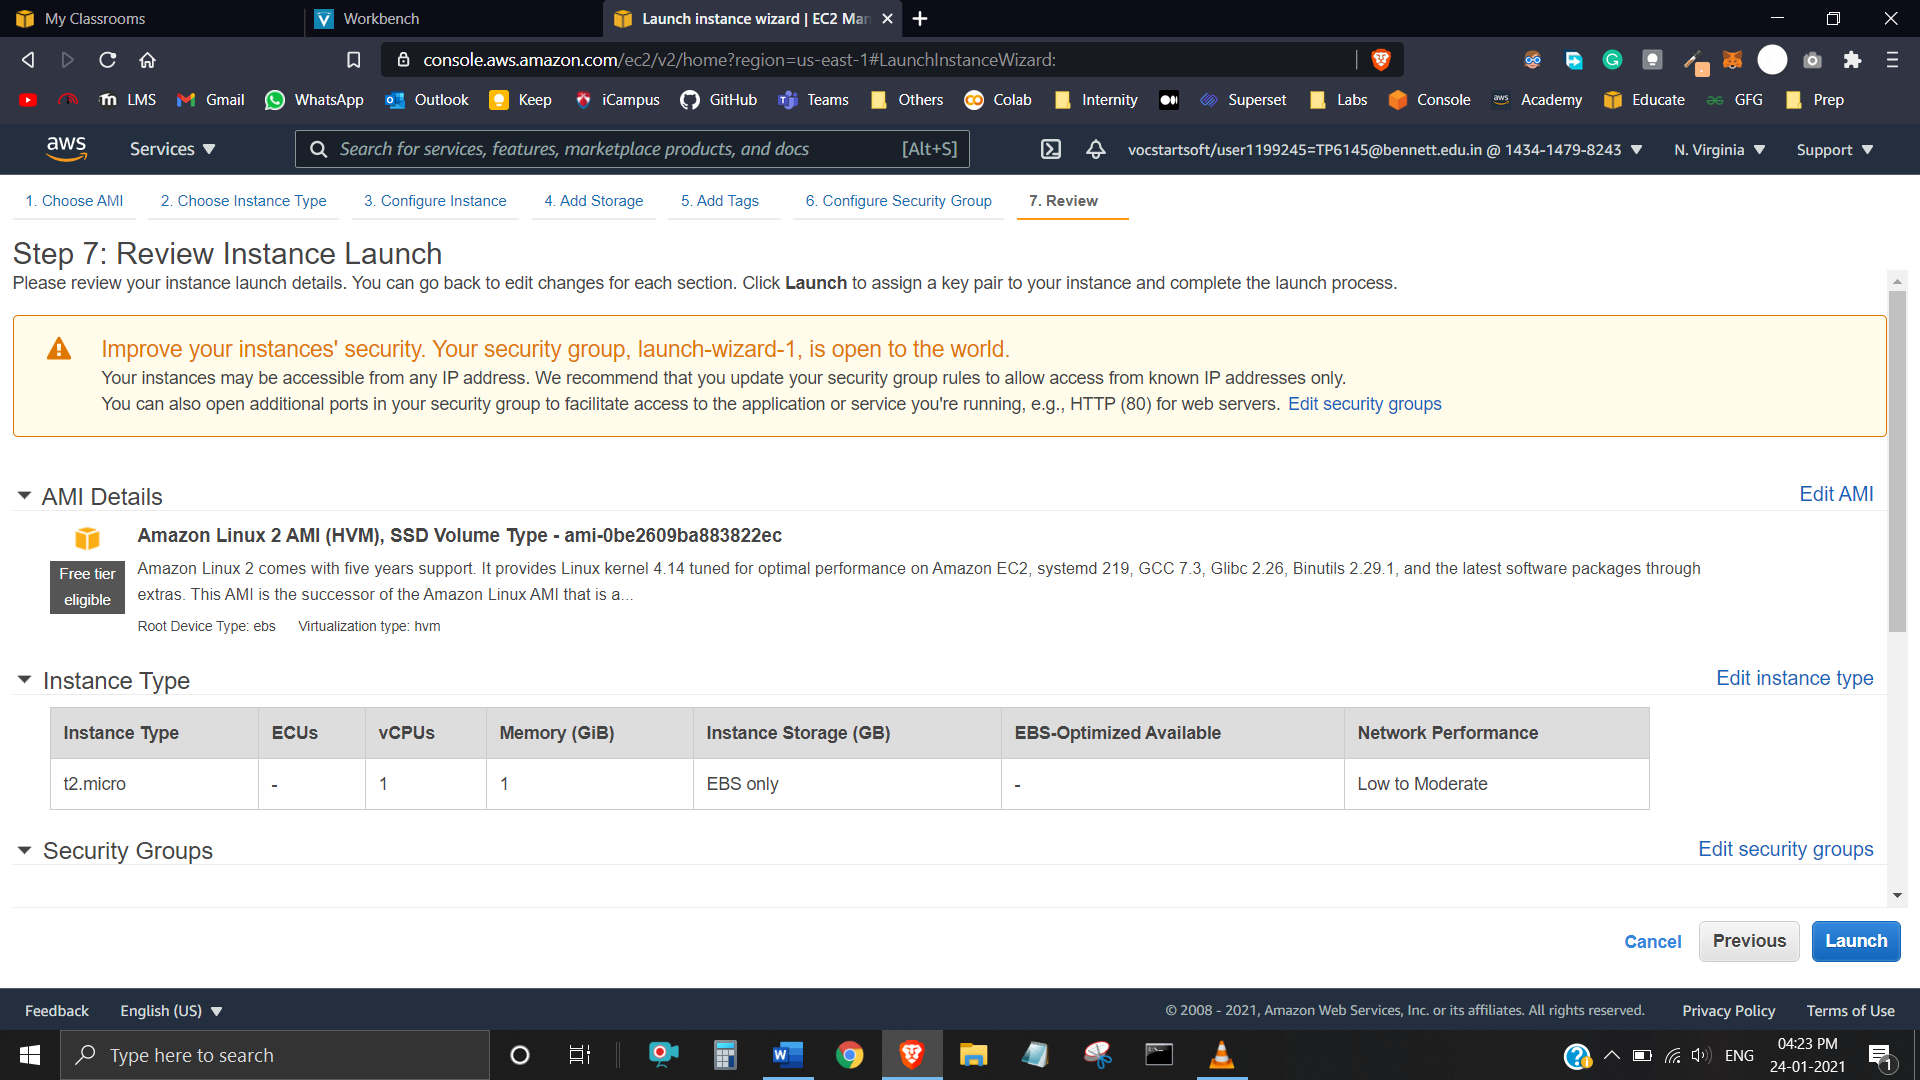 My Classrooms
Workbench
Launch instance wizard | EC2 Man
console.aws.amazon.com/ec2/v2/home?region=us-east-1#LaunchInstanceWizard:
LMS Gmail WhatsApp Outlook Keep iCampus GitHub Teams Others Colab Internity Superset Labs Console aws Academy Educate GFG Prep
aws Services Search for services, features, marketplace products, and docs [Alt+S] vocstartsoft/user1199245=TP6145@bennett.edu.in @ 1434-1479-8243 N. Virginia Support
1. Choose AMI 2. Choose Instance Type 3. Configure Instance 4. Add Storage 5. Add Tags 6. Configure Security Group 7. Review
Step 7: Review Instance Launch
Please review your instance launch details. You can go back to edit changes for each section. Click Launch to assign a key pair to your instance and complete the launch process.
Improve your instances' security. Your security group, launch-wizard-1, is open to the world.
Your instances may be accessible from any IP address. We recommend that you update your security group rules to allow access from known IP addresses only.
You can also open additional ports in your security group to facilitate access to the application or service you're running, e.g., HTTP (80) for web servers. Edit security groups
AMI Details Edit AMI
Amazon Linux 2 AMI (HVM), SSD Volume Type - ami-0be2609ba883822ec
Free tier eligible
Amazon Linux 2 comes with five years support. It provides Linux kernel 4.14 tuned for optimal performance on Amazon EC2, systemd 219, GCC 7.3, Glibc 2.26, Binutils 2.29.1, and the latest software packages through
extras. This AMI is the successor of the Amazon Linux AMI that is a...
Root Device Type: ebs Virtualization type: hvm
Instance Type Edit instance type
Instance Type ECUs vCPUs Memory (GiB) Instance Storage (GB) EBS-Optimized Available Network Performance
t2.micro - 1 1 EBS only - Low to Moderate
Security Groups Edit security groups
Cancel Previous Launch
Feedback English (US) © 2008 - 2021, Amazon Web Services, Inc. or its affiliates. All rights reserved. Privacy Policy Terms of Use
Type here to search
ENG
04:23 PM
24-01-2021
1